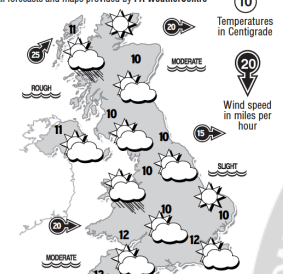 forecasts and maps provided by PA WeatherCentre
10
Temperatures
in Centigrade
20
Wind speed
in miles per
hour
11
20
25
10
MODERATE
ROUGH
10
11
10
15
10
SLIGHT
10
10
20
12
12
MODERATE